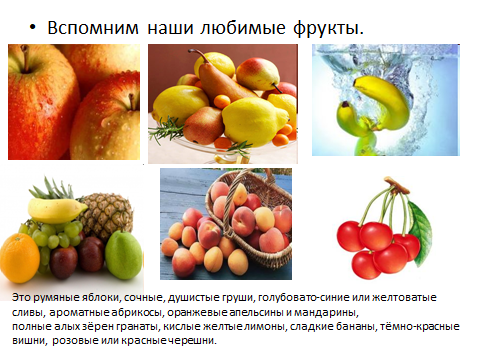 • Вспомним наши любимые фрукты.
Это румяные яблоки, сочные, душистые груши, голубовато-синие или желтоватые
сливы, ароматные абрикосы, оранжевые апельсины и мандарины,
полные алых зёрен гранаты, кислые желтые лимоны, сладкие бананы, тёмно-красные
вишни, розовые или красные черешни.